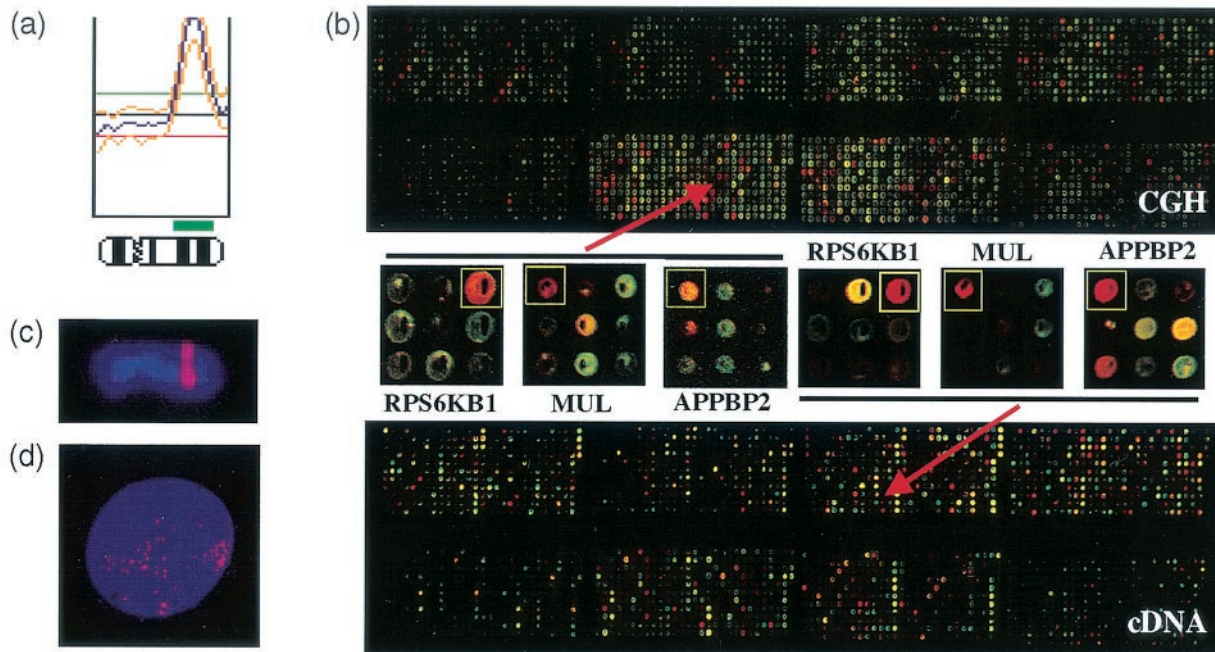 (a)
(b)
CGH
RPS6KB1 MUL APPBP2
(c)
RPS6KB1 MUL APPBP2
(d)
cDNA